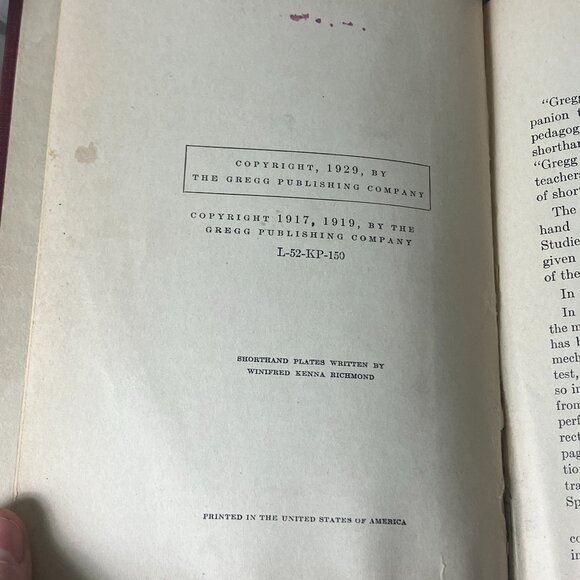 COPYRIGHT, 1929, BY
THE GREGG PUBLISHING COMPANY
COPYRIGHT 1917, 1919, BY THE
GREGG PUBLISHING COMPANY
L-52-KP-150
SHORTHAND PLATES WRITTEN BY
WINIFRED KENNA RICHMOND
PRINTED IN THE UNITED STATES OF AMERICA
"Gregg
panion
pedagog
shorthan
"Gregg
teachers
of short
The
hand
Studie
given
of the
In
In
the m
has b
mech
test,
so in
from
perf
rect
pag
tion
tra
Sp
co
in